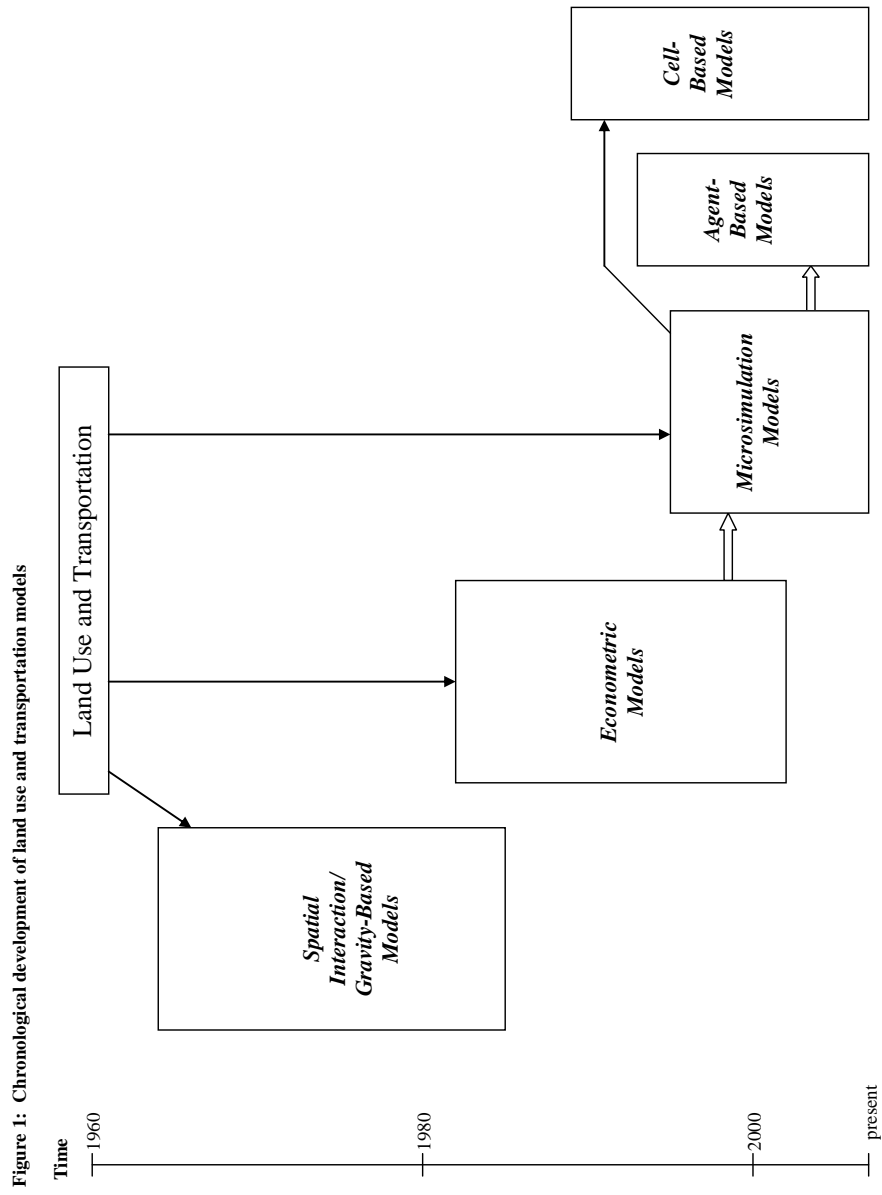 Figure 1: Chronological development of land use and transportation models
Time
1960
1980
2000
present
Land Use and Transportation
Spatial
Interaction/
Gravity-Based
Models
Econometric
Models
Microsimulation
Models
Agent-
Based
Models
Cell-
Based
Models